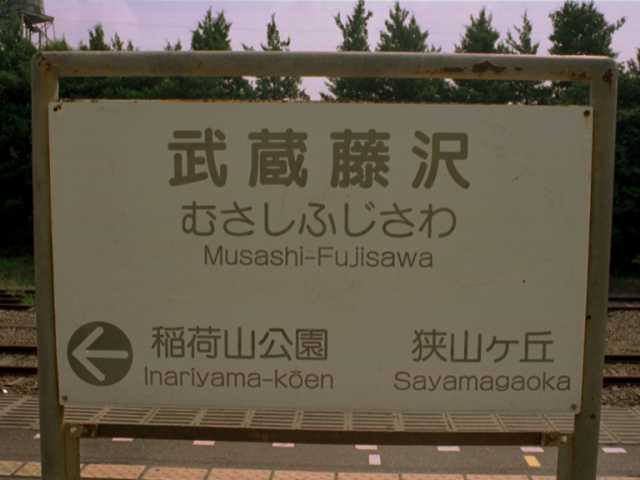 武蔵藤沢
むさしふじさわ
Musashi-Fujisawa
稲荷山公園 狭山ヶ丘
Inariyama-kōen Sayamagaoka